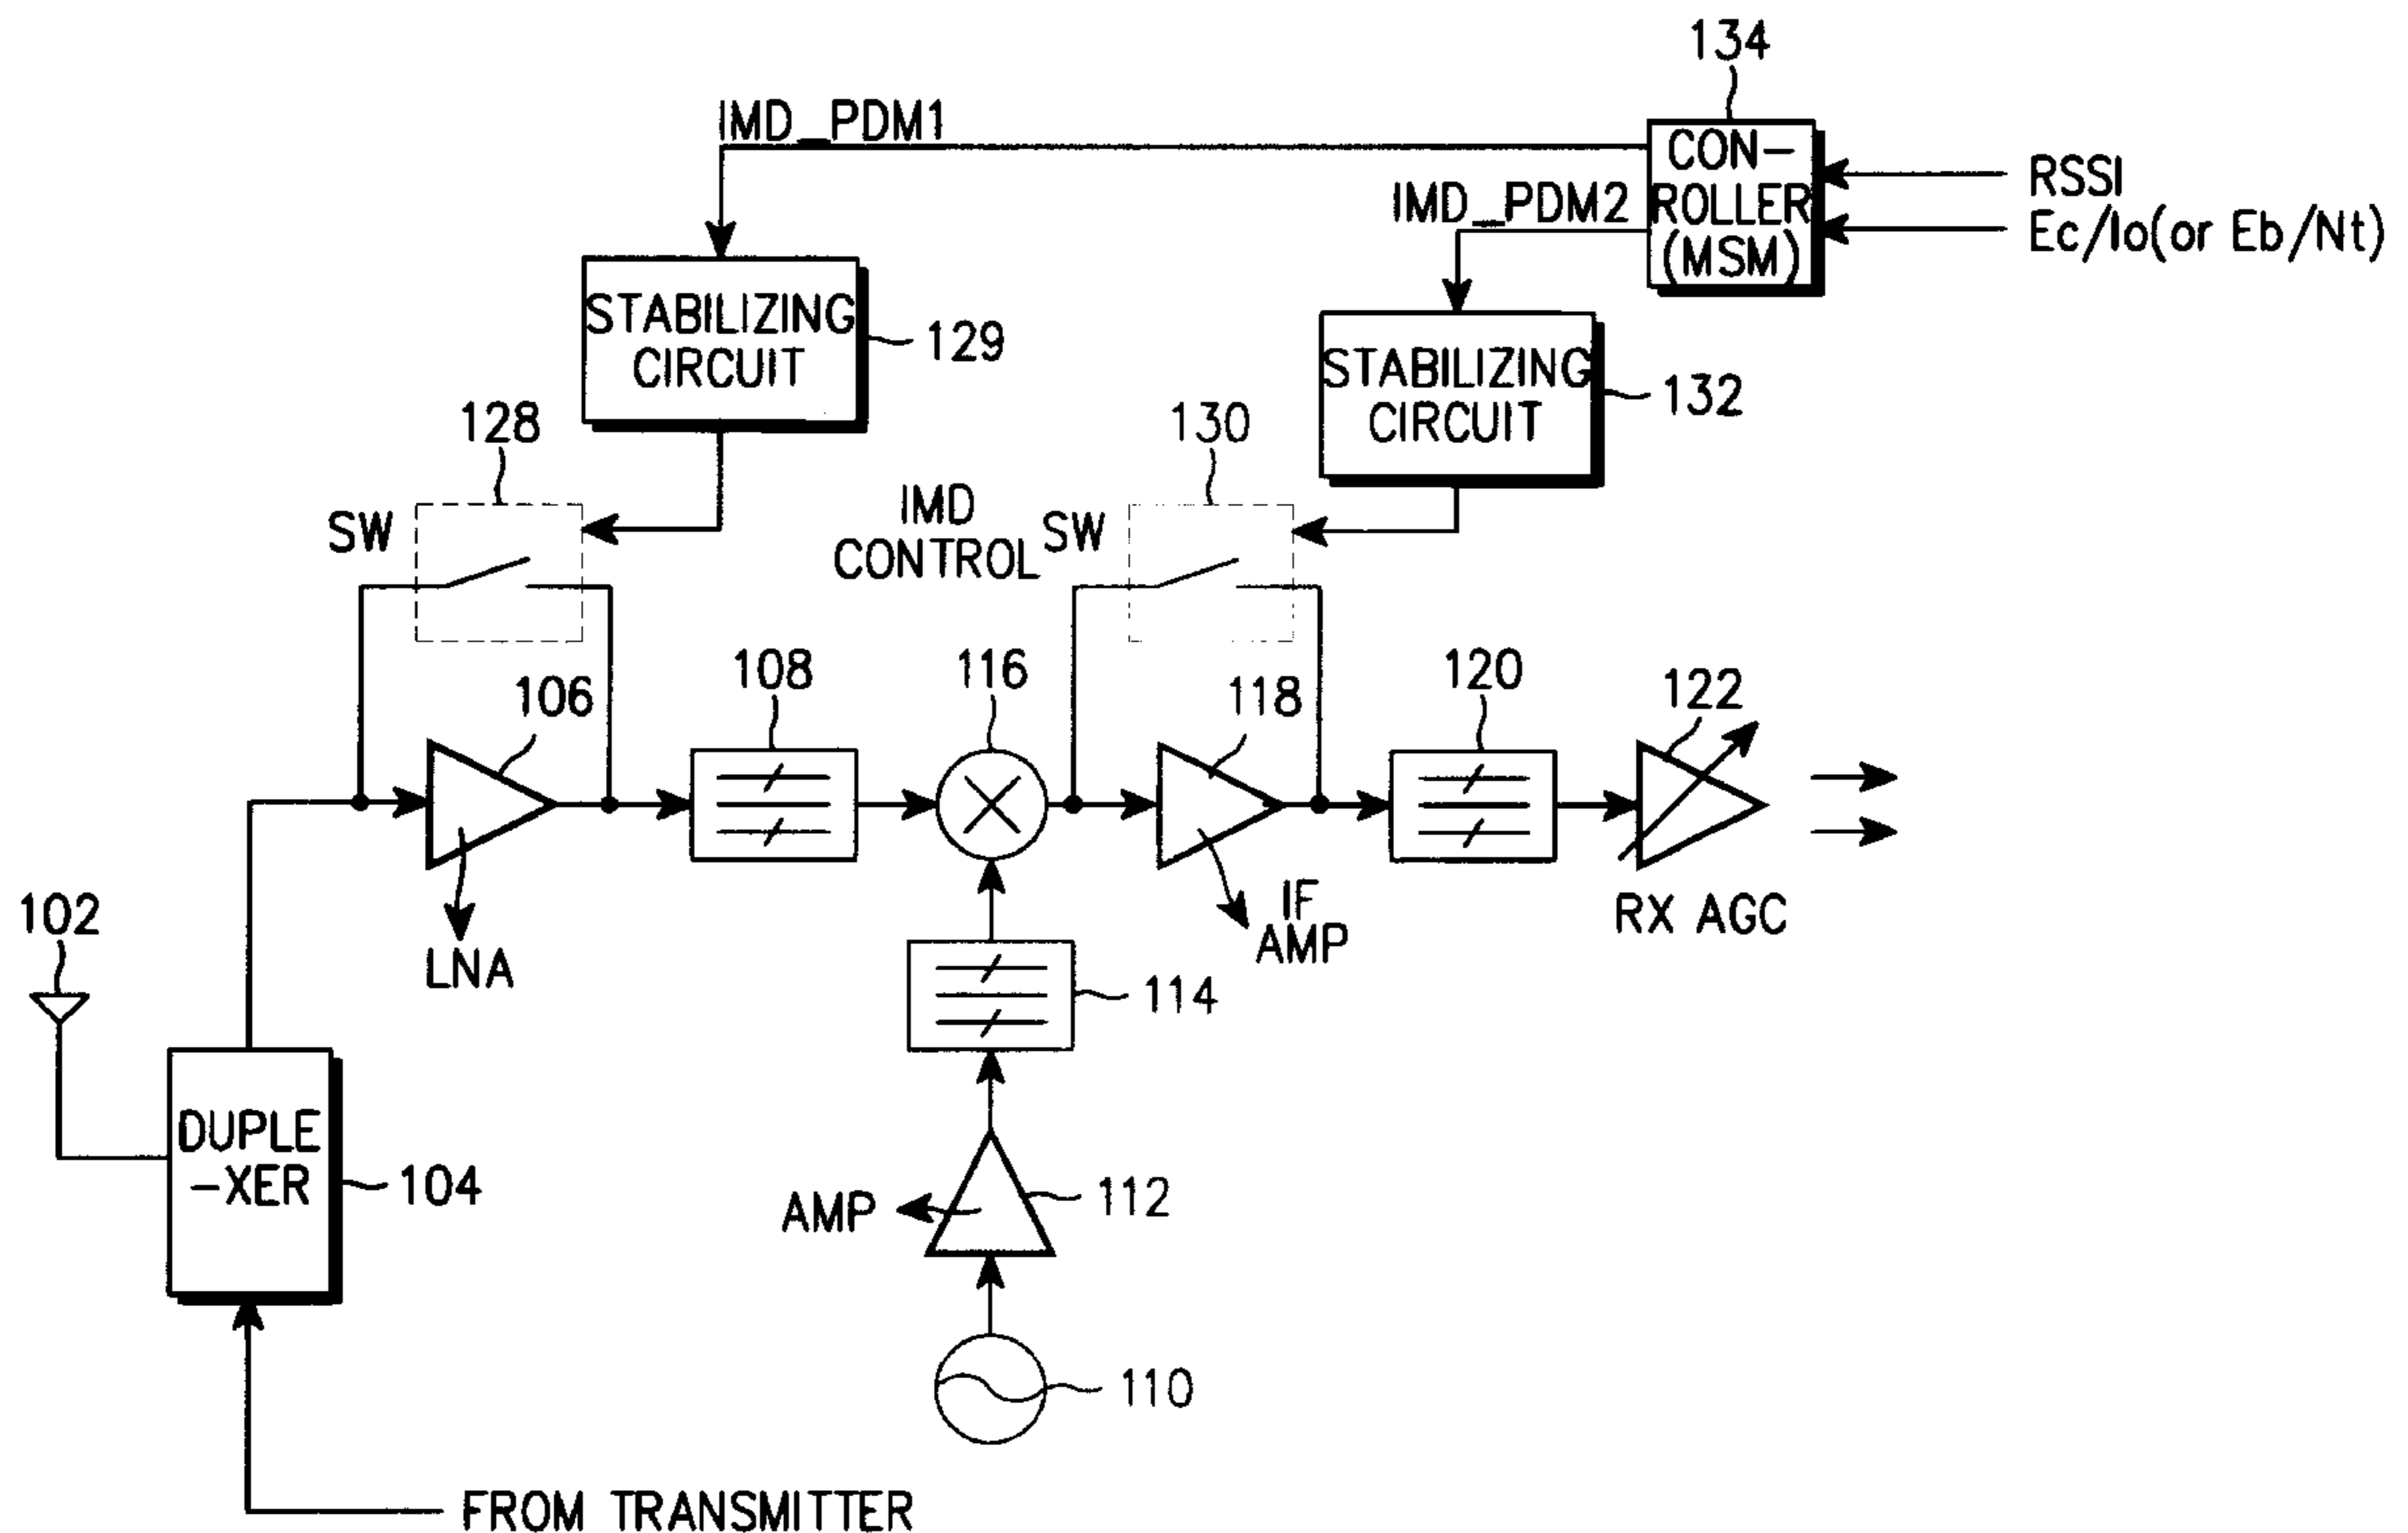 134
IMD_PDM1
CON-
ROLLER
(MSM)
RSSI
Ec/Io(or Eb/Nt)
IMD_PDM2
STABILIZING
CIRCUIT
129
STABILIZING
CIRCUIT
132
128
130
SW
IMD
CONTROL
SW
106
108
116
118
120
122
LNA
IF
AMP
RX AGC
102
114
DUPLE
-XER
104
AMP
112
110
FROM TRANSMITTER